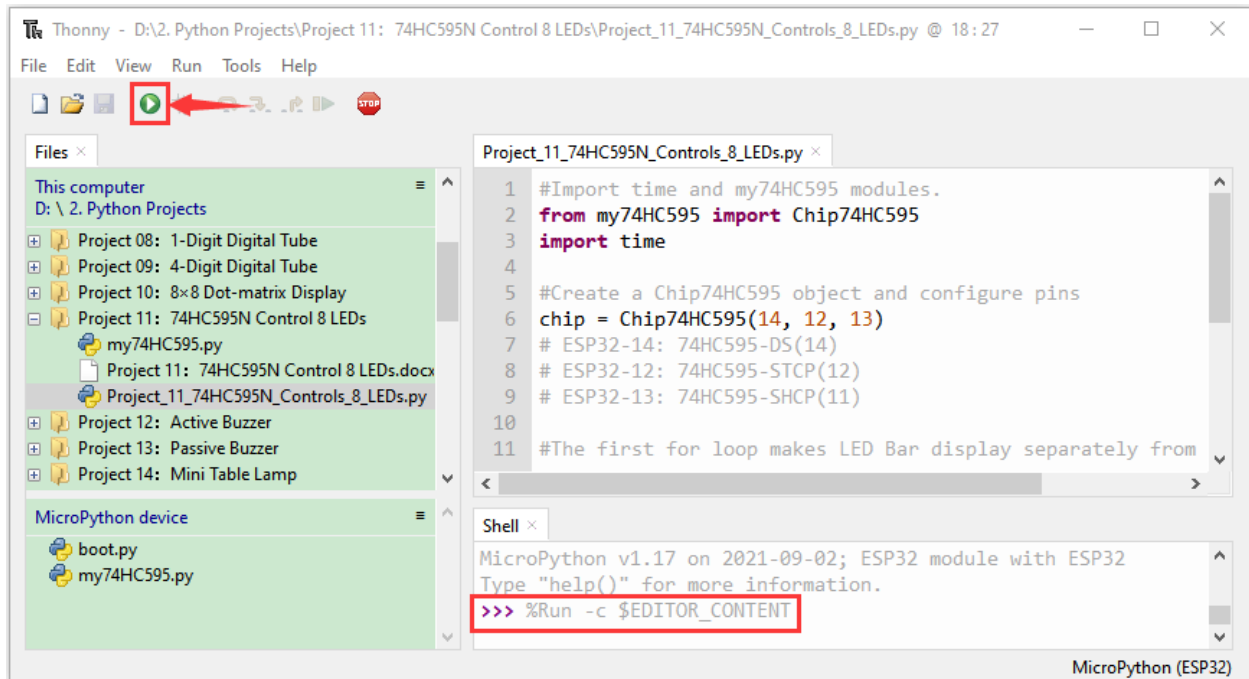 Thonny - D:\2. Python Projects\Project 11: 74HC595N Control 8 LEDs\Project_11_74HC595N_Controls_8_LEDs.py @ 18:27
File Edit View Run Tools Help
STOP
Files
This computer
D: \ 2. Python Projects
Project 08: 1-Digit Digital Tube
Project 09: 4-Digit Digital Tube
Project 10: 8×8 Dot-matrix Display
Project 11: 74HC595N Control 8 LEDs
my74HC595.py
Project 11: 74HC595N Control 8 LEDs.docx
Project_11_74HC595N_Controls_8_LEDs.py
Project 12: Active Buzzer
Project 13: Passive Buzzer
Project 14: Mini Table Lamp
MicroPython device
boot.py
my74HC595.py
Project_11_74HC595N_Controls_8_LEDs.py
1 #Import time and my74HC595 modules.
2 from my74HC595 import Chip74HC595
3 import time
4
5 #Create a Chip74HC595 object and configure pins
6 chip = Chip74HC595(14, 12, 13)
7 # ESP32-14: 74HC595-DS(14)
8 # ESP32-12: 74HC595-STCP(12)
9 # ESP32-13: 74HC595-SHCP(11)
10
11 #The first for loop makes LED Bar display separately from
Shell
MicroPython v1.17 on 2021-09-02; ESP32 module with ESP32
Type "help()" for more information.
>>> %Run -c $EDITOR_CONTENT
MicroPython (ESP32)